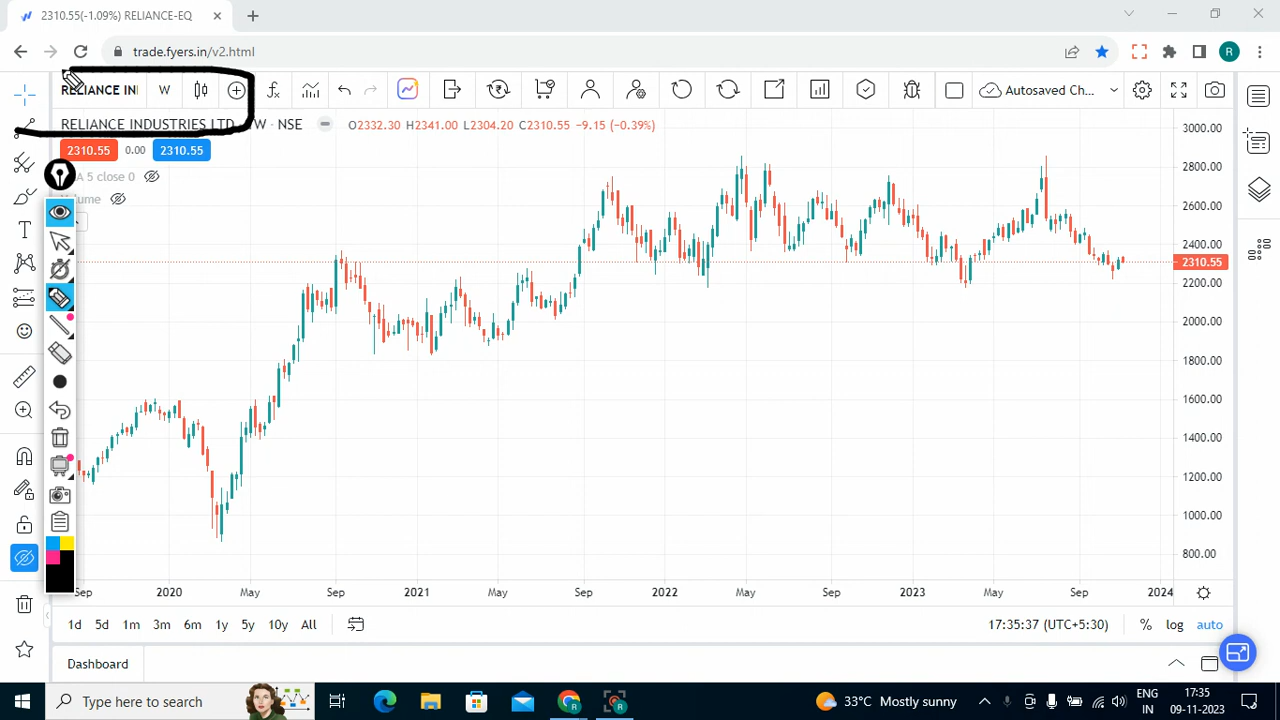 2310.55(-1.09%) RELIANCE-EQ
trade.fyers.in/v2.html
R
RELIANCE IN
W
Autosaved Ch...
RELIANCE INDUSTRIES LTD
W · NSE
O2332.30 H2341.00 L2304.20 C2310.55 −9.15 (−0.39%)
2310.55 0.00 2310.55
A 5 close 0
ume
3000.00
2800.00
2600.00
2400.00
2310.55
2200.00
2000.00
1800.00
1600.00
1400.00
1200.00
1000.00
800.00
Sep 2020 May Sep 2021 May Sep 2022 May Sep 2023 May Sep 2024
1d 5d 1m 3m 6m 1y 5y 10y All
17:35:37 (UTC+5:30) % log auto
Dashboard
Type here to search
33°C Mostly sunny
ENG
IN
17:35
09-11-2023